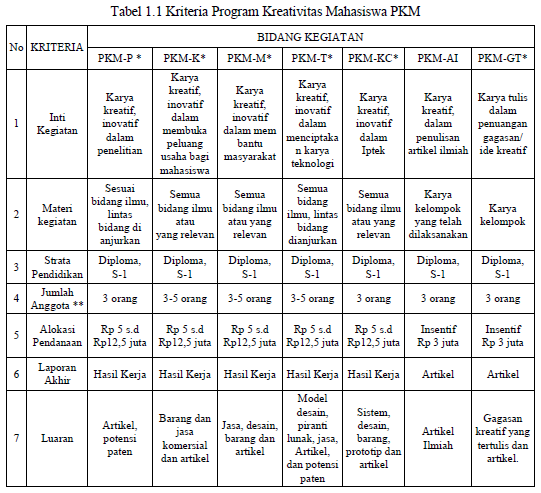 Tabel 1.1 Kriteria Program Kreativitas Mahasiswa PKM
No KRITERIA BIDANG KEGIATAN
PKM-P * PKM-K* PKM-M* PKM-T* PKM-KC* PKM-AI PKM-GT*
1
Inti
Kegiatan
Karya
kreatif,
inovatif
dalam
penelitian
Karya
kreatif,
inovatif
dalam
membuka
peluang
usaha bagi
mahasiswa
Karya
kreatif,
inovatif
dalam mem
bantu
masyarakat
Karya
kreatif,
inovatif
dalam
menciptaka
n karya
teknologi
Karya
kreatif,
inovatif
dalam
Iptek
Karya
kreatif,
dalam
penulisan
artikel ilmiah
Karya tulis
dalam
penuangan
gagasan/
ide kreatif
2
Materi
kegiatan
Sesuai
bidang ilmu,
lintas
bidang di
anjurkan
Semua
bidang ilmu
atau
yang relevan
Semua
bidang ilmu
atau yang
relevan
Semua
bidang
ilmu, lintas
bidang
dianjurkan
Semua
bidang ilmu
atau yang
relevan
Karya
kelompok
yang telah
dilaksanakan
Karya
kelompok
3
Strata
Pendidikan
Diploma,
S-1
Diploma,
S-1
Diploma,
S-1
Diploma,
S-1
Diploma,
S-1
Diploma,
S-1
Diploma,
S-1
4
Jumlah
Anggota **
3 orang
3-5 orang
3-5 orang
3-5 orang
3 orang
3 orang
3 orang
5
Alokasi
Pendanaan
Rp 5 s.d
Rp12,5 juta
Rp 5 s.d
Rp12,5 juta
Rp 5 s.d
Rp12,5 juta
Rp 5 s.d
Rp12,5 juta
Rp 5 s.d
Rp12,5 juta
Insentif
Rp 3 juta
Insentif
Rp 3 juta
6
Laporan
Akhir
Hasil Kerja
Hasil Kerja
Hasil Kerja
Hasil Kerja
Hasil Kerja
Artikel
Artikel
7
Luaran
Artikel,
potensi
paten
Barang dan
jasa
komersial
dan artikel
Jasa, desain,
barang dan
artikel
Model
desain,
piranti
lunak, jasa,
Artikel,
dan potensi
paten
Sistem,
desain,
barang,
prototip dan
artikel
Artikel
Ilmiah
Gagasan
kreatif yang
tertulis dan
artikel.